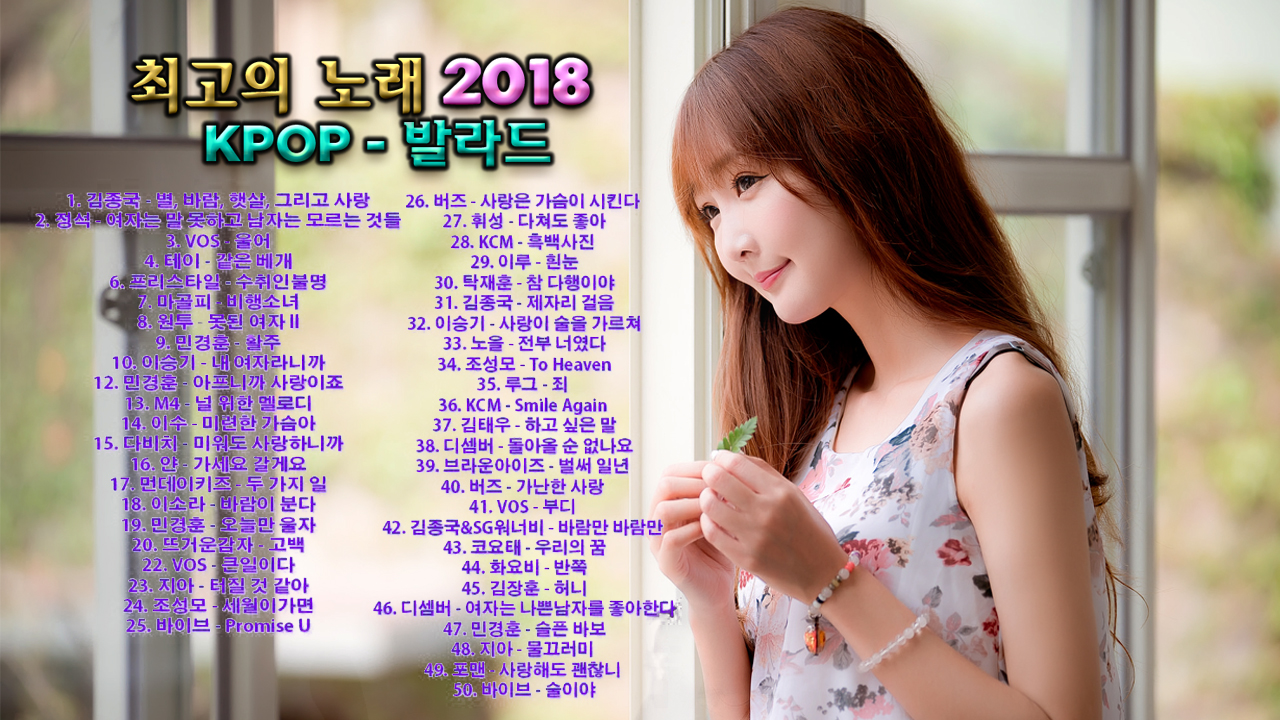 최고의 노래 2018
KPOP - 발라드
1. 김종국 - 별, 바람, 햇살, 그리고 사랑
2. 정석 - 여자는 말 못하고 남자는 모르는 것들
3. VOS - 울어
4. 테이 - 같은 베개
6. 프리스타일 - 수취인불명
7. 마골피 - 비행소녀
8. 원투 - 못된 여자 II
9. 민경훈 - 활주
10. 이승기 - 내 여자라니까
12. 민경훈 - 아프니까 사랑이죠
13. M4 - 널 위한 멜로디
14. 이수 - 미련한 가슴아
15. 다비치 - 미워도 사랑하니까
16. 얀 - 가세요 갈게요
17. 먼데이키즈 - 두 가지 일
18. 이소라 - 바람이 분다
19. 민경훈 - 오늘만 울자
20. 뜨거운감자 - 고백
22. VOS - 큰일이다
23. 지아 - 터질 것 같아
24. 조성모 - 세월이가면
25. 바이브 - Promise U
26. 버즈 - 사랑은 가슴이 시킨다
27. 휘성 - 다쳐도 좋아
28. KCM - 흑백사진
29. 이루 - 흰눈
30. 탁재훈 - 참 다행이야
31. 김종국 - 제자리 걸음
32. 이승기 - 사랑이 술을 가르쳐
33. 노을 - 전부 너였다
34. 조성모 - To Heaven
35. 루그 - 죄
36. KCM - Smile Again
37. 김태우 - 하고 싶은 말
38. 디셈버 - 돌아올 순 없나요
39. 브라운아이즈 - 벌써 일년
40. 버즈 - 가난한 사랑
41. VOS - 부디
42. 김종국&SG워너비 - 바람만 바람만
43. 코요태 - 우리의 꿈
44. 화요비 - 반쪽
45. 김장훈 - 허니
46. 디셈버 - 여자는 나쁜남자를 좋아한다
47. 민경훈 - 슬픈 바보
48. 지아 - 물끄러미
49. 포맨 - 사랑해도 괜찮니
50. 바이브 - 술이야